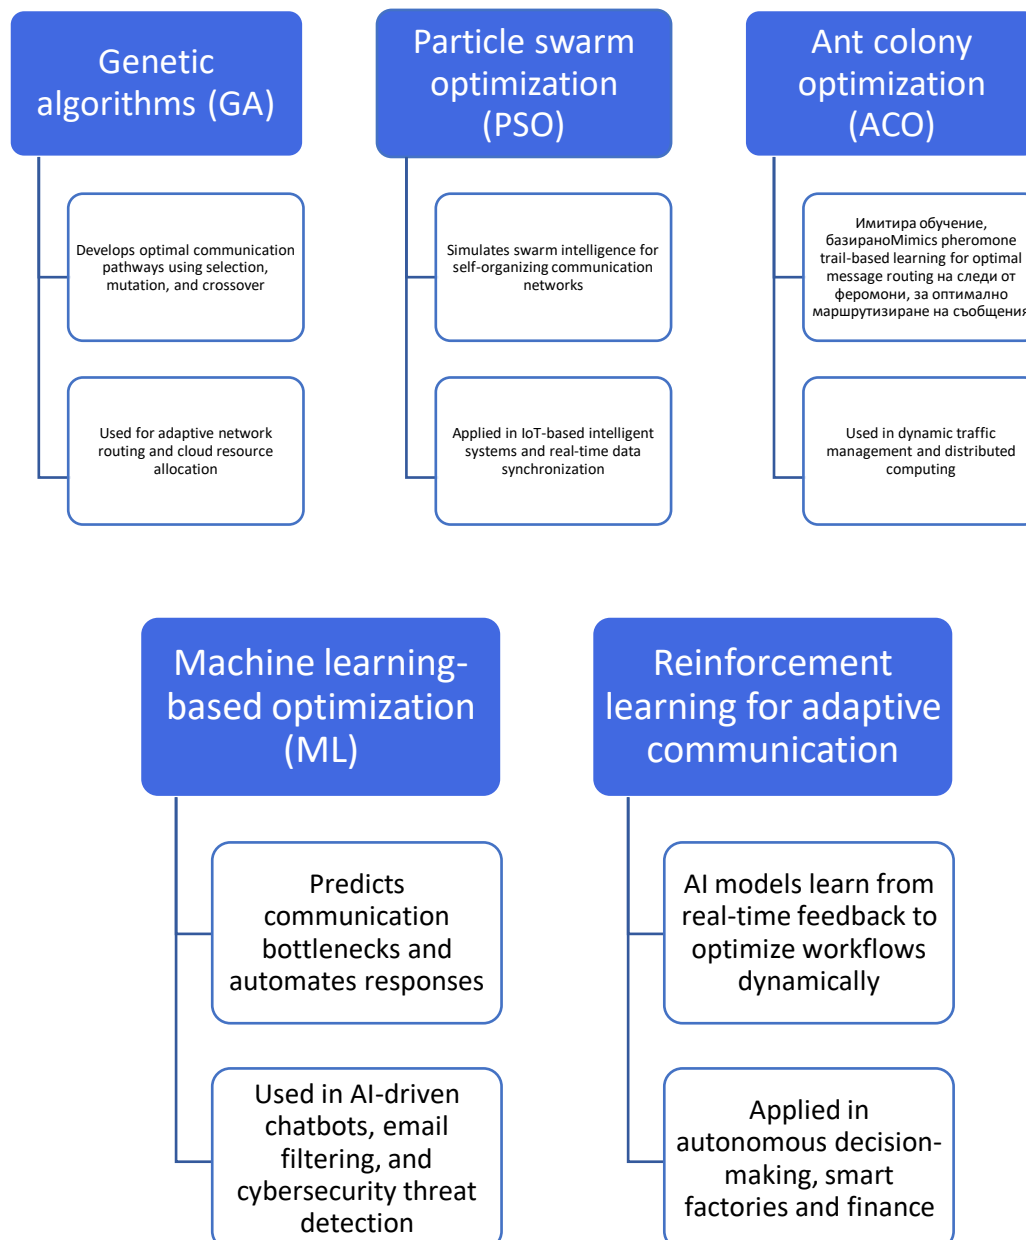 Genetic
algorithms (GA)
Develops optimal communication
pathways using selection,
mutation, and crossover
Used for adaptive network
routing and cloud resource
allocation
Particle swarm
optimization
(PSO)
Simulates swarm intelligence for
self-organizing communication
networks
Applied in IoT-based intelligent
systems and real-time data
synchronization
Ant colony
optimization
(ACO)
Имитира обучение,
базираноMimics pheromone
trail-based learning for optimal
message routing на следи от
феромони, за оптимално
маршрутизиране на съобщения
Used in dynamic traffic
management and distributed
computing
Machine learning-
based optimization
(ML)
Predicts
communication
bottlenecks and
automates responses
Used in AI-driven
chatbots, email
filtering, and
cybersecurity threat
detection
Reinforcement
learning for adaptive
communication
AI models learn from
real-time feedback to
optimize workflows
dynamically
Applied in
autonomous decision-
making, smart
factories and finance